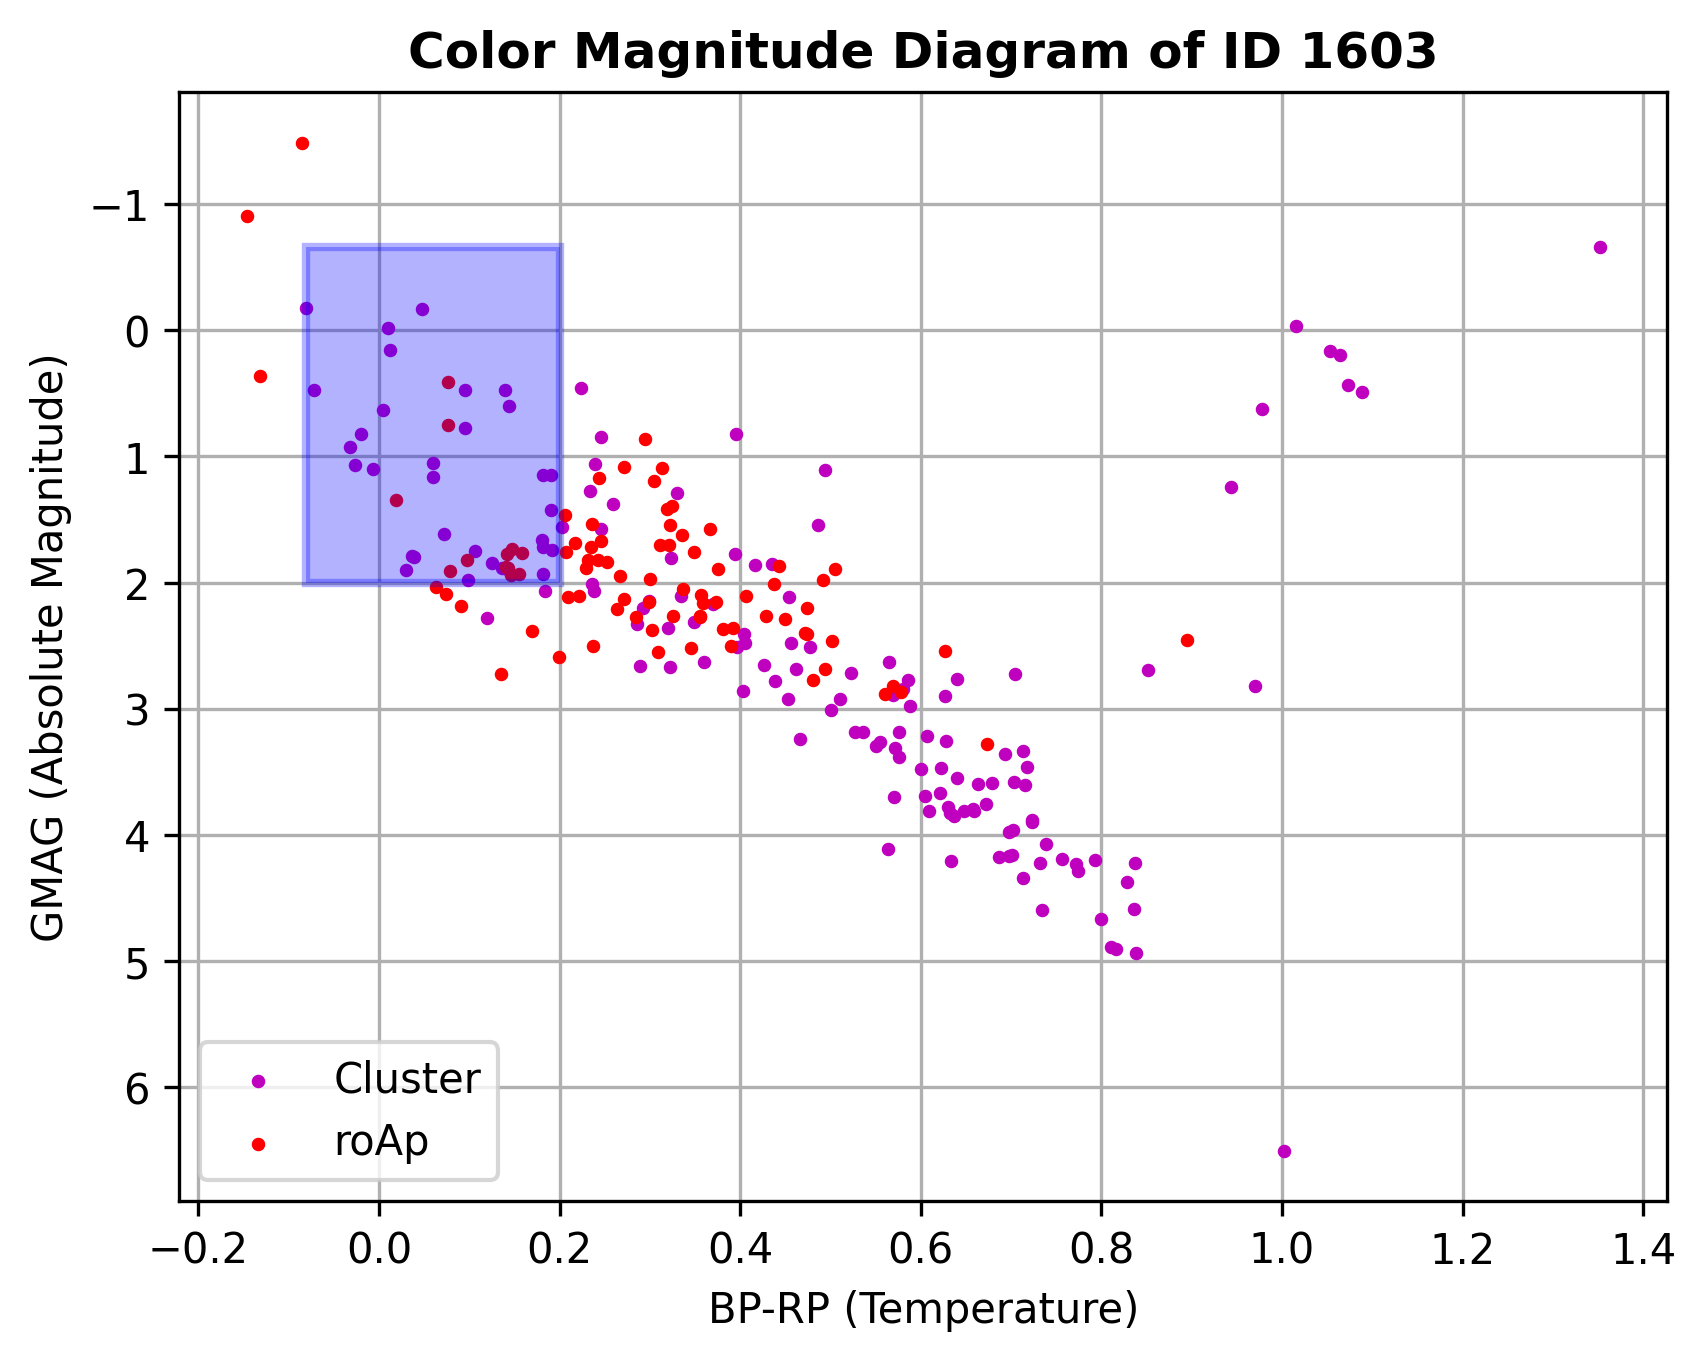 Color Magnitude Diagram of ID 1603
GMAG (Absolute Magnitude)
−1
0
1
2
3
4
5
6
Cluster
roAp
−0.2 0.0 0.2 0.4 0.6 0.8 1.0 1.2 1.4
BP-RP (Temperature)